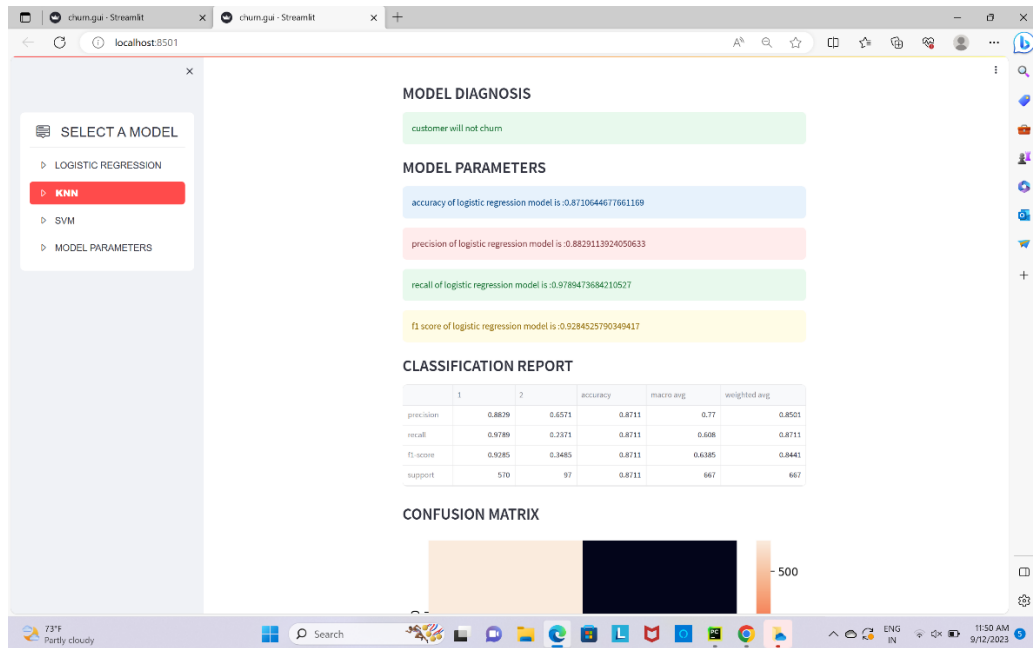 churn.gui - Streamlit
churn.gui - Streamlit
localhost:8501
SELECT A MODEL
LOGISTIC REGRESSION
KNN
SVM
MODEL PARAMETERS
MODEL DIAGNOSIS
customer will not churn
MODEL PARAMETERS
accuracy of logistic regression model is :0.8710644677661169
precision of logistic regression model is :0.8829113924050633
recall of logistic regression model is :0.9789473684210527
f1 score of logistic regression model is :0.9284525790349417
CLASSIFICATION REPORT
1 2 accuracy macro avg weighted avg
precision 0.8829 0.6571 0.8711 0.77 0.8501
recall 0.9789 0.2371 0.8711 0.608 0.8711
f1-score 0.9285 0.3485 0.8711 0.6385 0.8441
support 570 97 0.8711 667 667
CONFUSION MATRIX
500
73°F
Partly cloudy
Search
ENG
IN
11:50 AM
9/12/2023
5